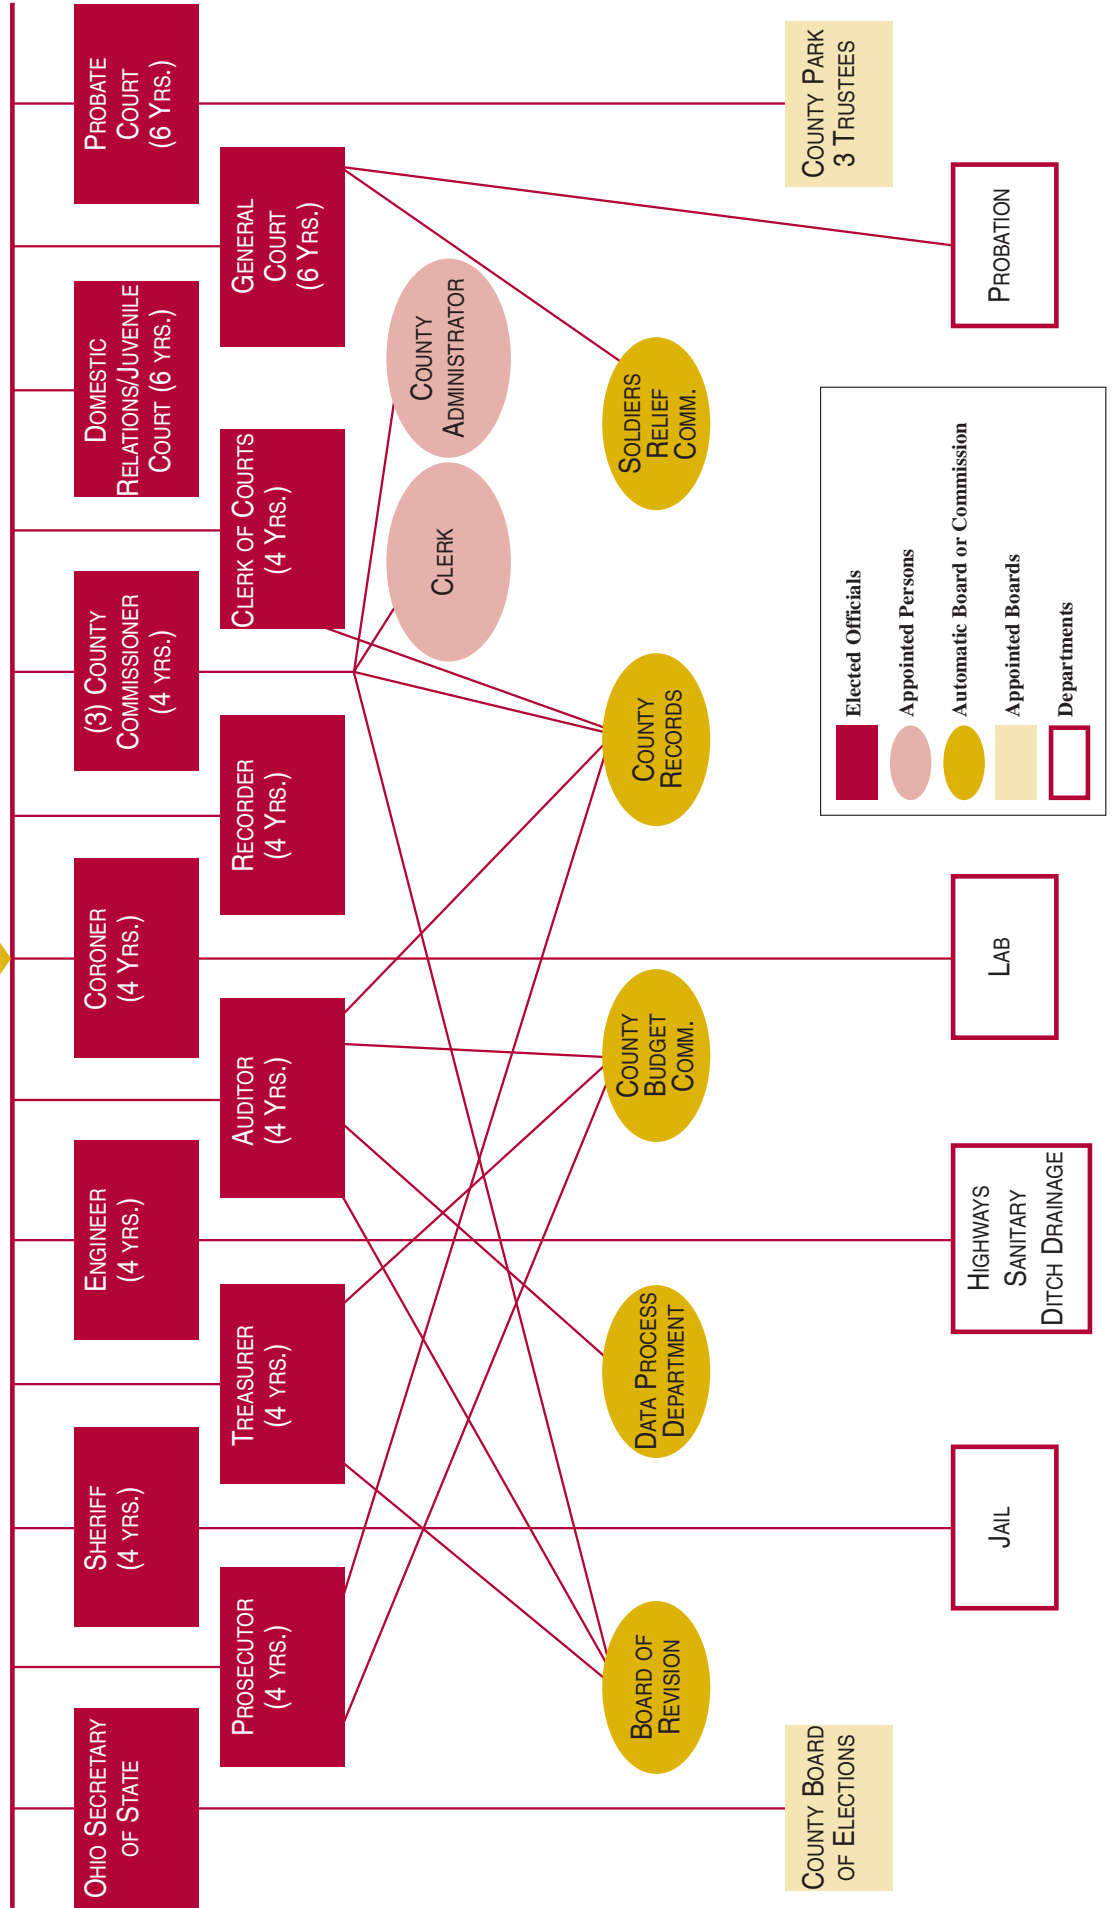 OHIO SECRETARY
OF STATE
SHERIFF
(4 YRS.)
ENGINEER
(4 YRS.)
CORONER
(4 YRS.)
(3) COUNTY
COMMISSIONER
(4 YRS.)
DOMESTIC
RELATIONS/JUVENILE
COURT (6 YRS.)
PROBATE
COURT
(6 YRS.)
PROSECUTOR
(4 YRS.)
TREASURER
(4 YRS.)
AUDITOR
(4 YRS.)
RECORDER
(4 YRS.)
CLERK OF COURTS
(4 YRS.)
GENERAL
COURT
(6 YRS.)
CLERK
COUNTY
ADMINISTRATOR
BOARD OF
REVISION
DATA PROCESS
DEPARTMENT
COUNTY
BUDGET
COMM.
COUNTY
RECORDS
SOLDIERS
RELIEF
COMM.
COUNTY BOARD
OF ELECTIONS
COUNTY PARK
3 TRUSTEES
JAIL
HIGHWAYS
SANITARY
DITCH DRAINAGE
LAB
PROBATION
Elected Officials
Appointed Persons
Automatic Board or Commission
Appointed Boards
Departments